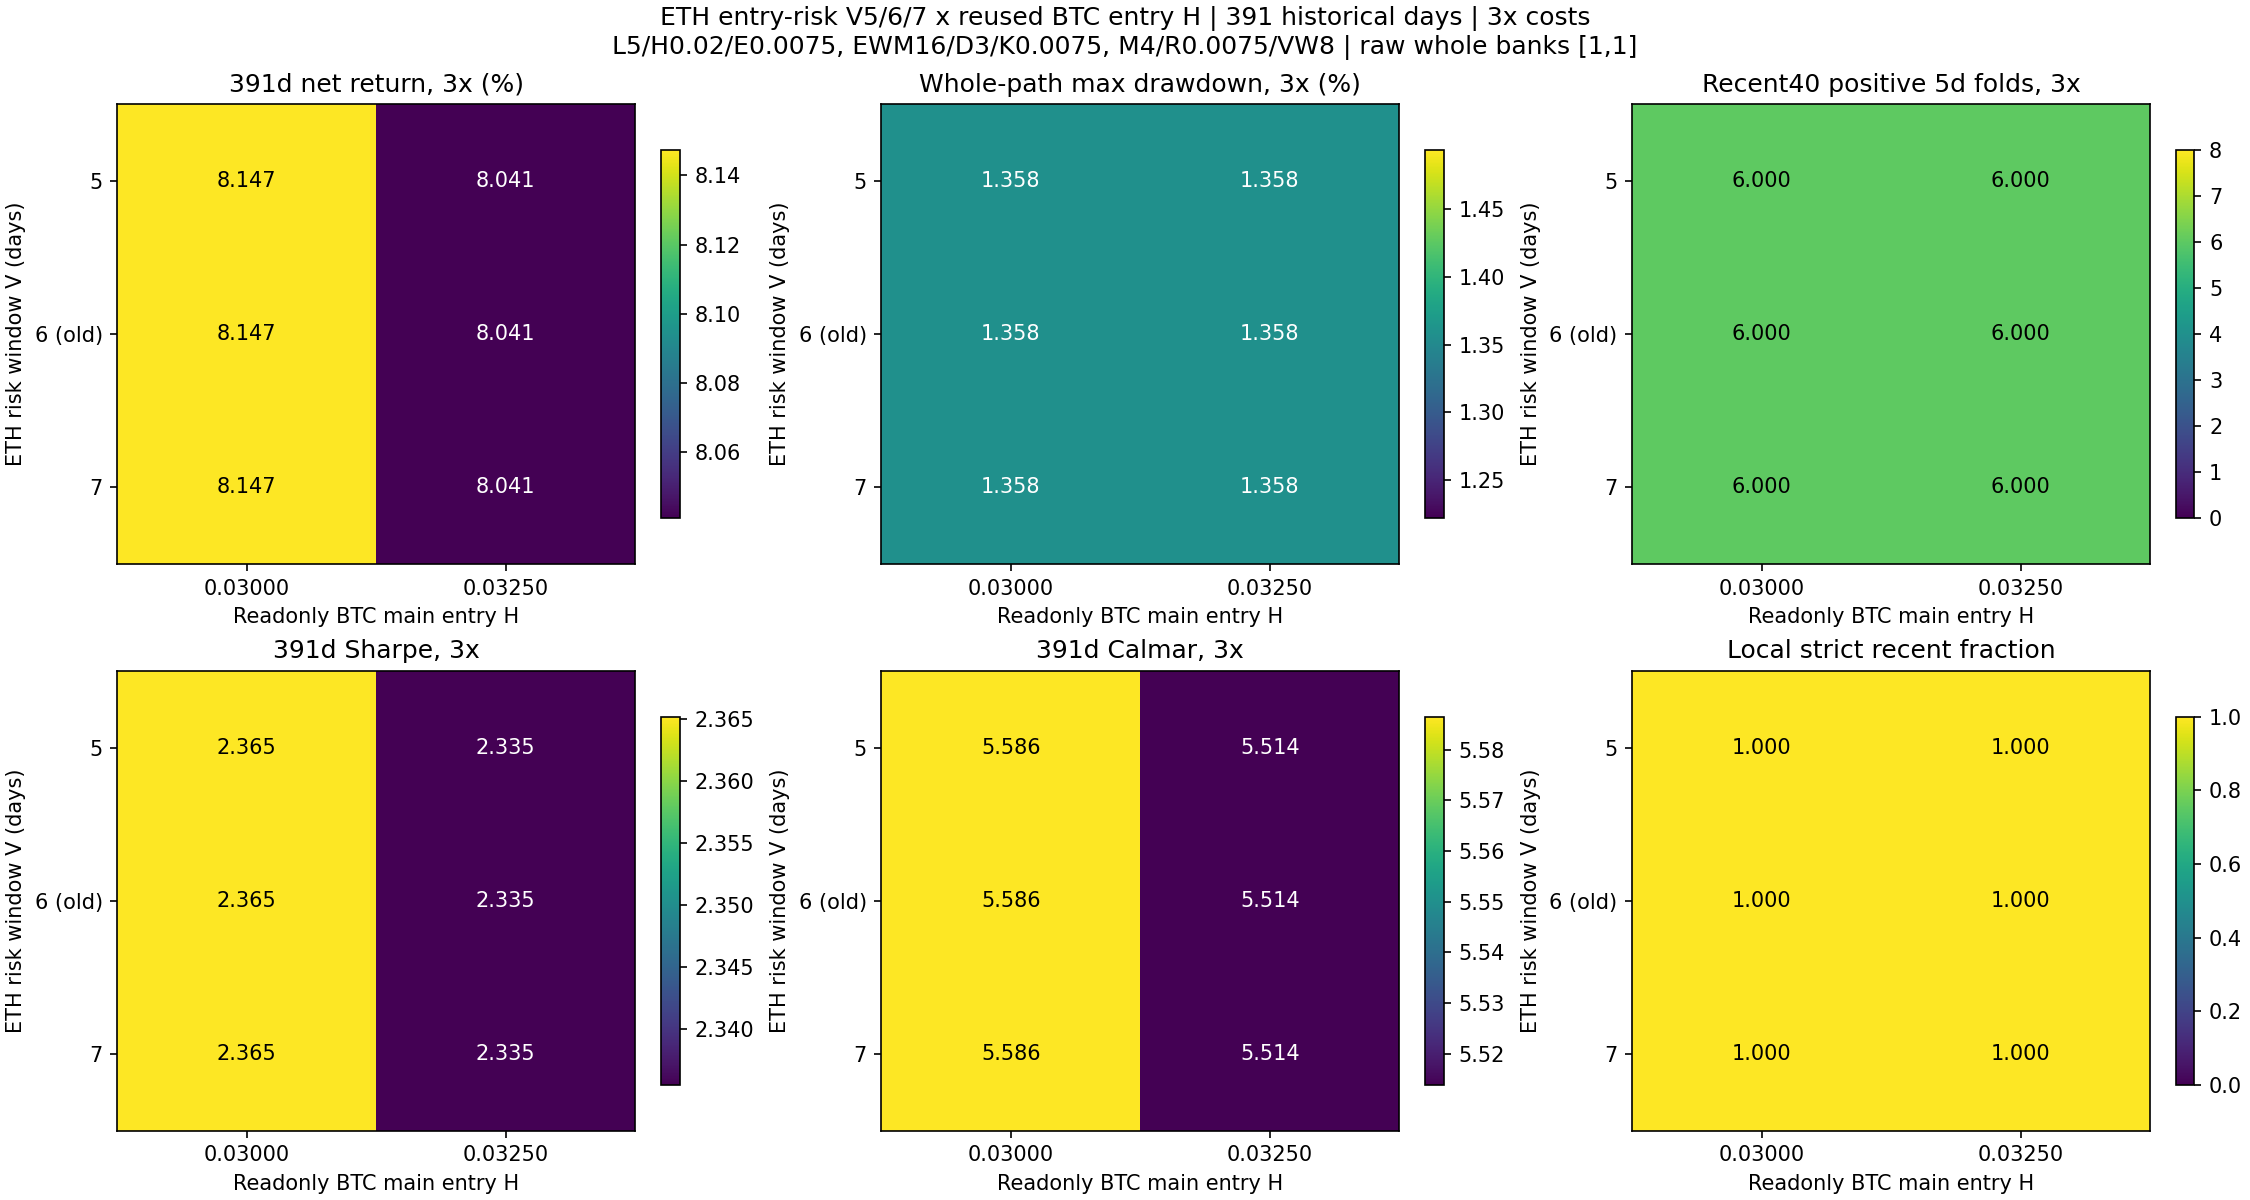 ETH entry-risk V5/6/7 x reused BTC entry H | 391 historical days | 3x costs
L5/H0.02/E0.0075, EWM16/D3/K0.0075, M4/R0.0075/VW8 | raw whole banks [1,1]
391d net return, 3x (%)
ETH risk window V (days)
5
6 (old)
7
8.147 8.041
8.147 8.041
8.147 8.041
0.03000 0.03250
Readonly BTC main entry H
8.14
8.12
8.10
8.08
8.06
Whole-path max drawdown, 3x (%)
ETH risk window V (days)
5
6 (old)
7
1.358 1.358
1.358 1.358
1.358 1.358
0.03000 0.03250
Readonly BTC main entry H
1.45
1.40
1.35
1.30
1.25
Recent40 positive 5d folds, 3x
ETH risk window V (days)
5
6 (old)
7
6.000 6.000
6.000 6.000
6.000 6.000
0.03000 0.03250
Readonly BTC main entry H
8
7
6
5
4
3
2
1
0
391d Sharpe, 3x
ETH risk window V (days)
5
6 (old)
7
2.365 2.335
2.365 2.335
2.365 2.335
0.03000 0.03250
Readonly BTC main entry H
2.365
2.360
2.355
2.350
2.345
2.340
391d Calmar, 3x
ETH risk window V (days)
5
6 (old)
7
5.586 5.514
5.586 5.514
5.586 5.514
0.03000 0.03250
Readonly BTC main entry H
5.58
5.57
5.56
5.55
5.54
5.53
5.52
Local strict recent fraction
ETH risk window V (days)
5
6 (old)
7
1.000 1.000
1.000 1.000
1.000 1.000
0.03000 0.03250
Readonly BTC main entry H
1.0
0.8
0.6
0.4
0.2
0.0